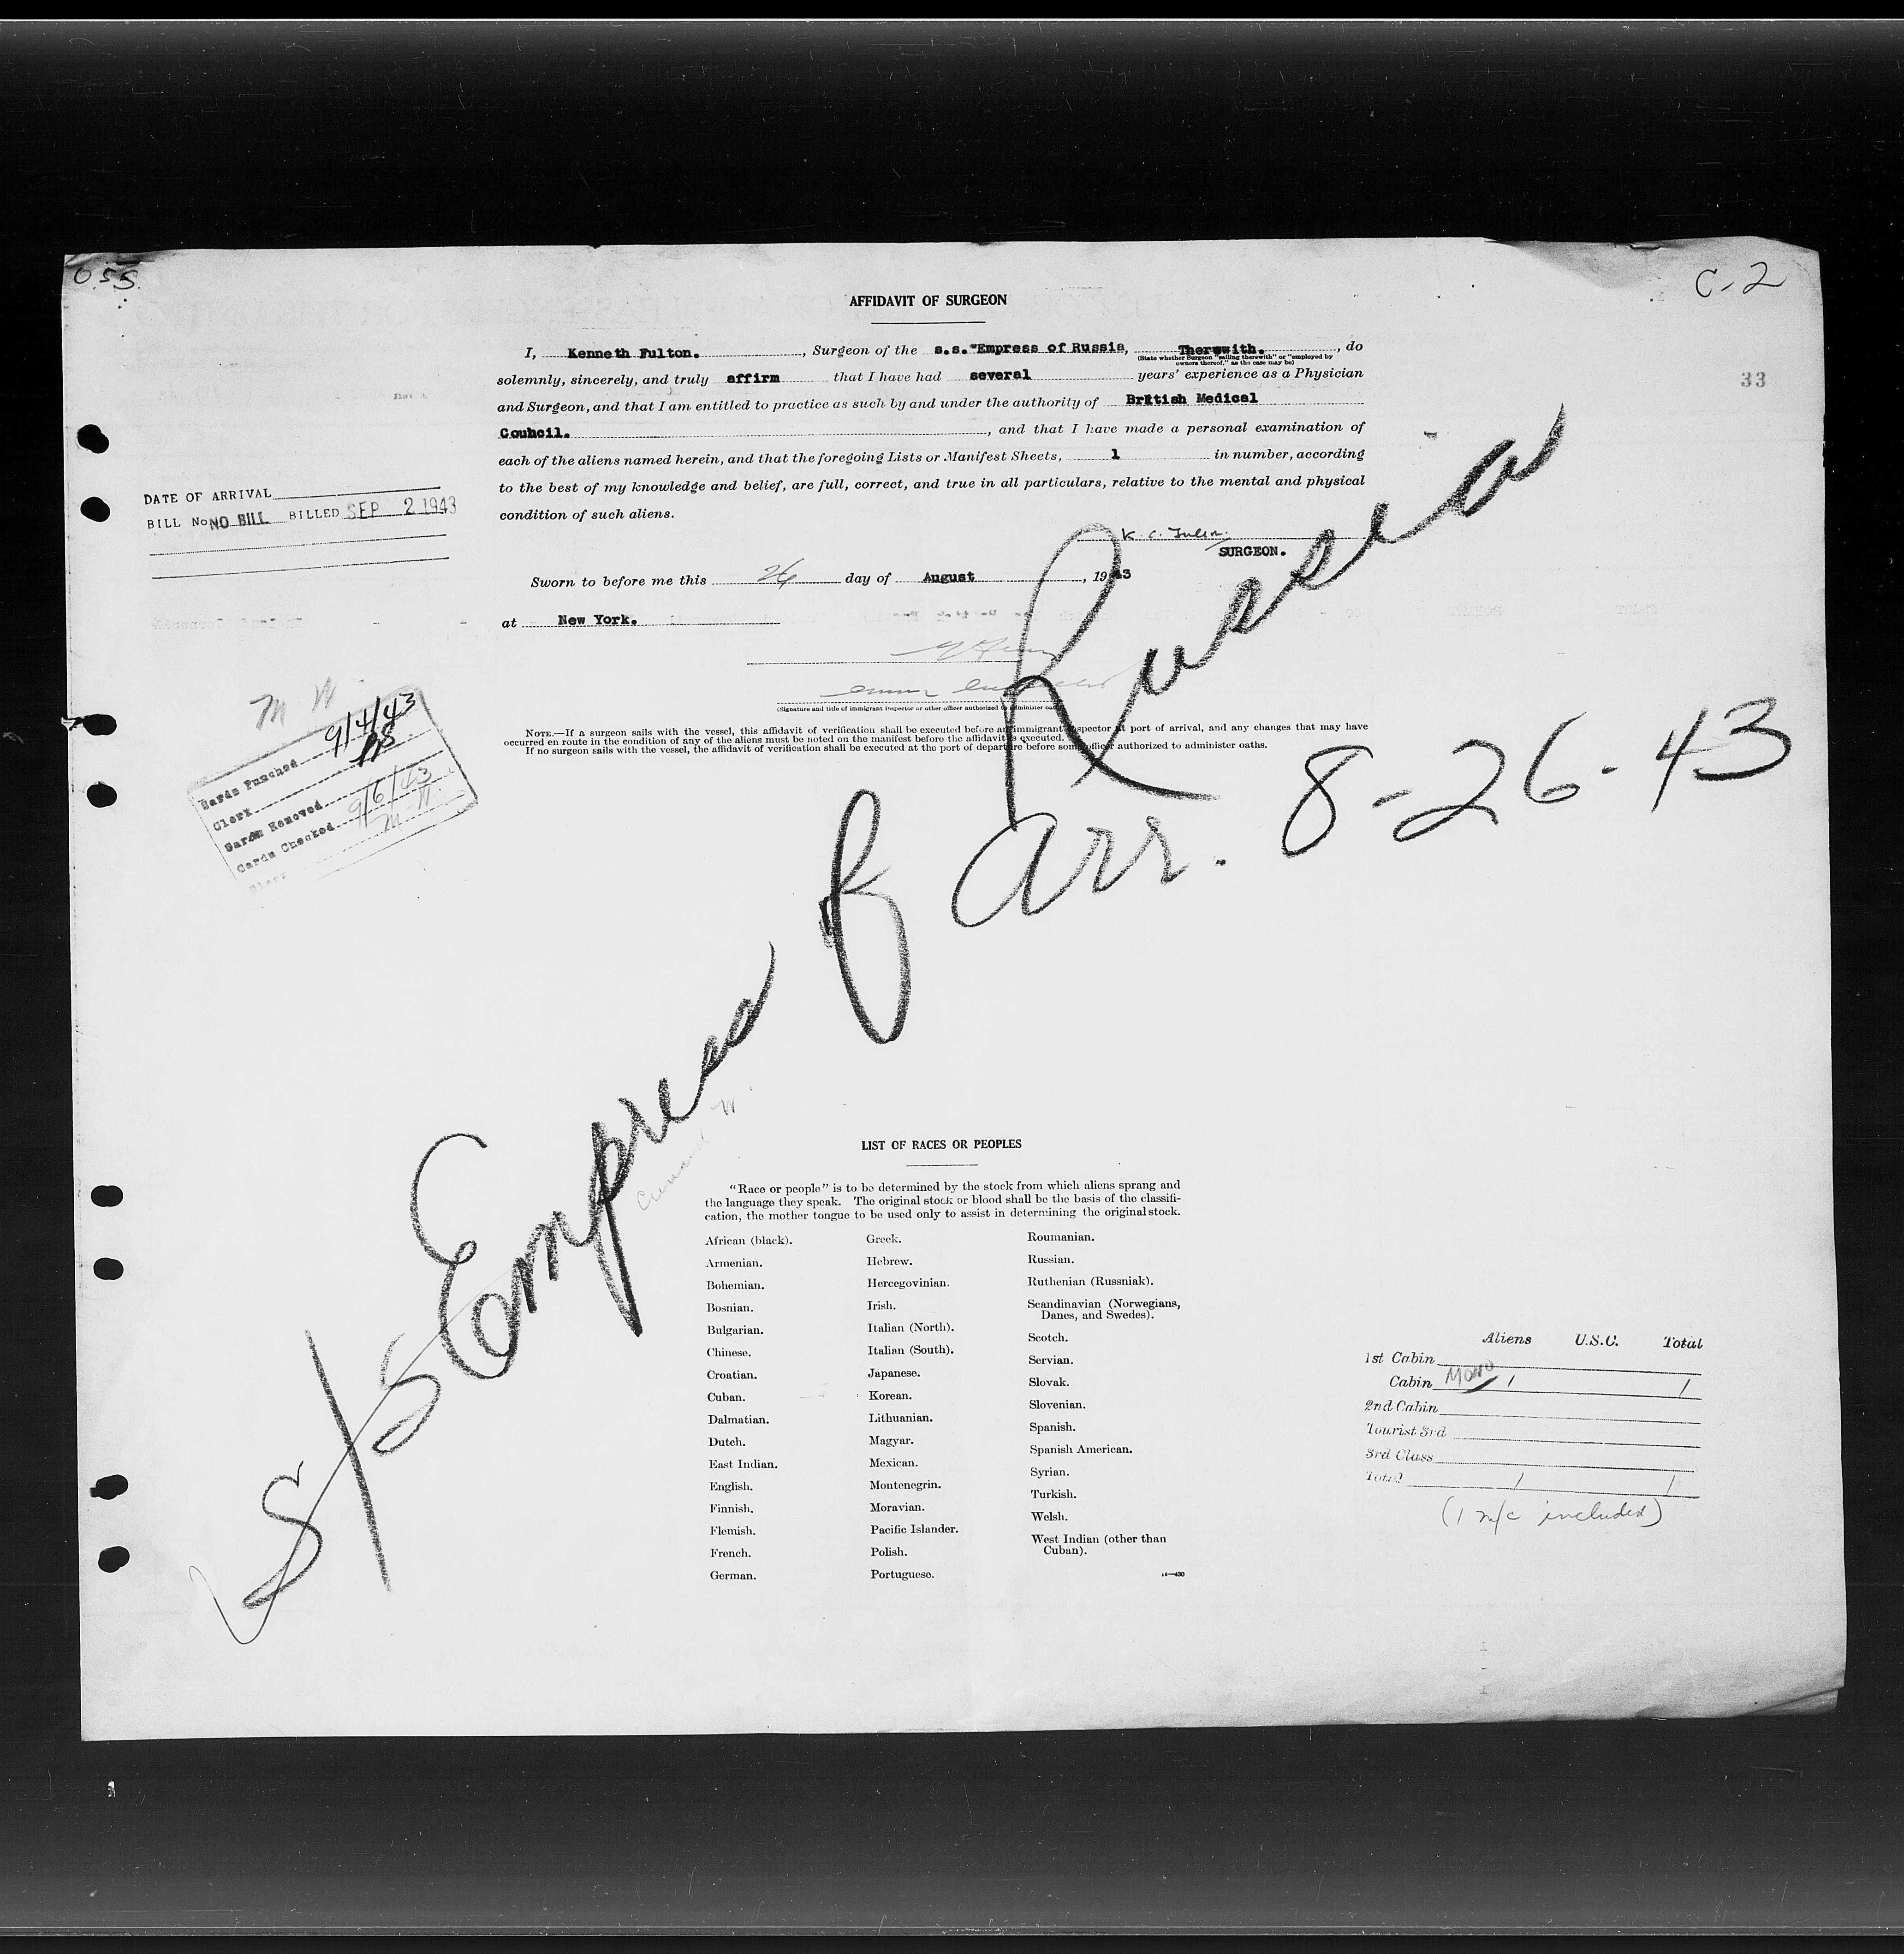 O.S.S.
C-2
AFFIDAVIT OF SURGEON
I, Kenneth Fulton. , Surgeon of the s.s."Empress of Russia, Therewith. , do
(State whether Surgeon "sailing therewith" or "employed by
owners thereof," as the case may be)
solemnly, sincerely, and truly affirm that I have had several years' experience as a Physician
33
and Surgeon, and that I am entitled to practice as such by and under the authority of British Medical
Council. , and that I have made a personal examination of
each of the aliens named herein, and that the foregoing Lists or Manifest Sheets, 1 in number, according
to the best of my knowledge and belief, are full, correct, and true in all particulars, relative to the mental and physical
condition of such aliens.
DATE OF ARRIVAL
BILL No NO BILL BILLED SEP 2 1943
K. C. Fulton.
SURGEON.
Sworn to before me this 26 day of August , 1943
at New York.
(Signature and title of immigrant inspector or other officer authorized to administer oaths)
NOTE.—If a surgeon sails with the vessel, this affidavit of verification shall be executed before an immigrant inspector at port of arrival, and any changes that may have
occurred en route in the condition of any of the aliens must be noted on the manifest before the affidavit is executed.
If no surgeon sails with the vessel, the affidavit of verification shall be executed at the port of departure before some officer authorized to administer oaths.
M. W.
Cards Punched 9/4/43
Clerk
Cards Removed
Cards Checked 9/6/43
Clerk M.W.
S/S Empress of Russia
arr. 8-26-43
LIST OF RACES OR PEOPLES
"Race or people" is to be determined by the stock from which aliens sprang and
the language they speak. The original stock or blood shall be the basis of the classifi-
cation, the mother tongue to be used only to assist in determining the original stock.
African (black).
Armenian.
Bohemian.
Bosnian.
Bulgarian.
Chinese.
Croatian.
Cuban.
Dalmatian.
Dutch.
East Indian.
English.
Finnish.
Flemish.
French.
German.
Greek.
Hebrew.
Hercegovinian.
Irish.
Italian (North).
Italian (South).
Japanese.
Korean.
Lithuanian.
Magyar.
Mexican.
Montenegrin.
Moravian.
Pacific Islander.
Polish.
Portuguese.
Roumanian.
Russian.
Ruthenian (Russniak).
Scandinavian (Norwegians,
Danes, and Swedes).
Scotch.
Servian.
Slovak.
Slovenian.
Spanish.
Spanish American.
Syrian.
Turkish.
Welsh.
West Indian (other than
Cuban).
14—430
Aliens U.S.C. Total
1st Cabin
Cabin 1 1
2nd Cabin
Tourist 3rd
3rd Class
Total 1 1
(1 n/c included)